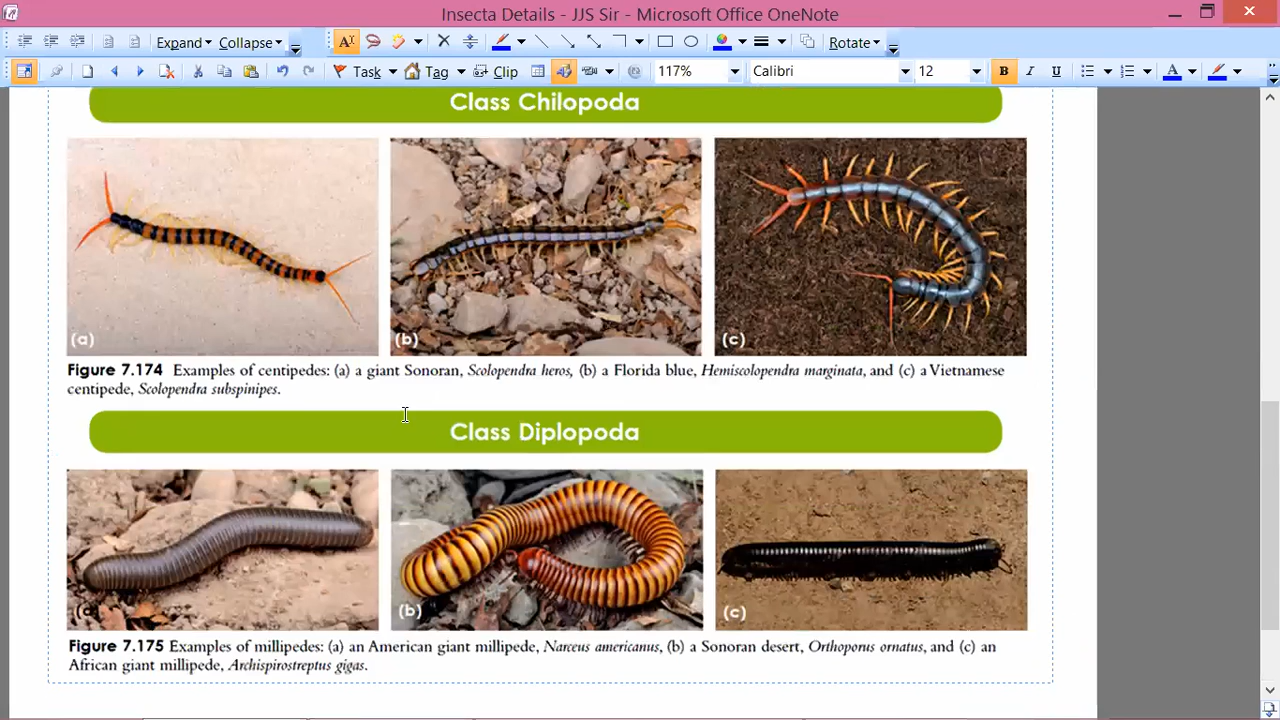 Insecta Details - JJS Sir - Microsoft Office OneNote
Expand Collapse Rotate
Task Tag Clip 117% Calibri 12 B I U A
Class Chilopoda
(a) (b) (c)
Figure 7.174 Examples of centipedes: (a) a giant Sonoran, Scolopendra heros, (b) a Florida blue, Hemiscolopendra marginata, and (c) a Vietnamese
centipede, Scolopendra subspinipes.
Class Diplopoda
(a) (b) (c)
Figure 7.175 Examples of millipedes: (a) an American giant millipede, Narceus americanus, (b) a Sonoran desert, Orthoporus ornatus, and (c) an
African giant millipede, Archispirostreptus gigas.